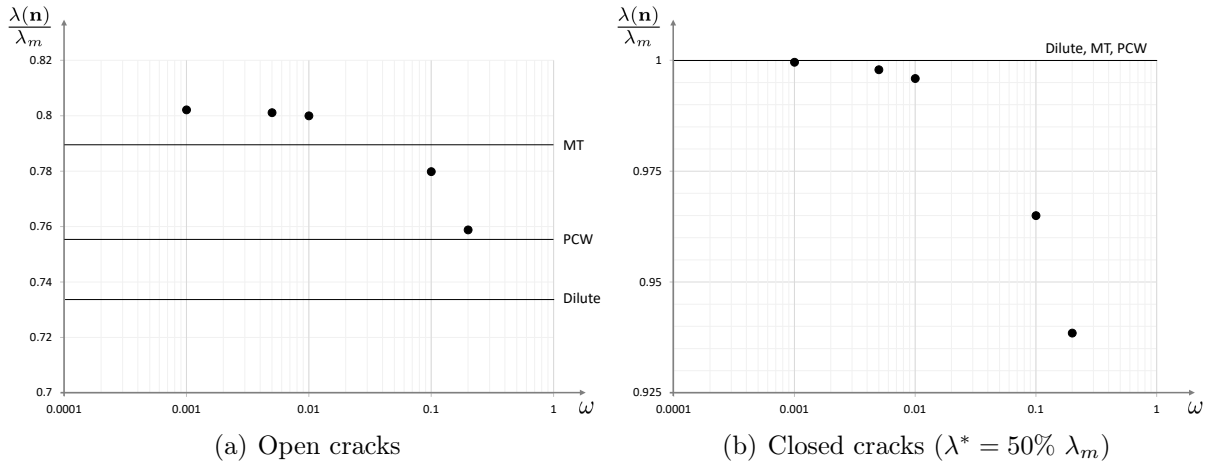 λ(n)
λm
0.82
0.8
0.78
0.76
0.74
0.72
0.7
0.0001
0.001
0.01
0.1
1
ω
MT
PCW
Dilute
(a) Open cracks
λ(n)
λm
Dilute, MT, PCW
1
0.975
0.95
0.925
0.0001
0.001
0.01
0.1
1
ω
(b) Closed cracks (λ* = 50% λm)